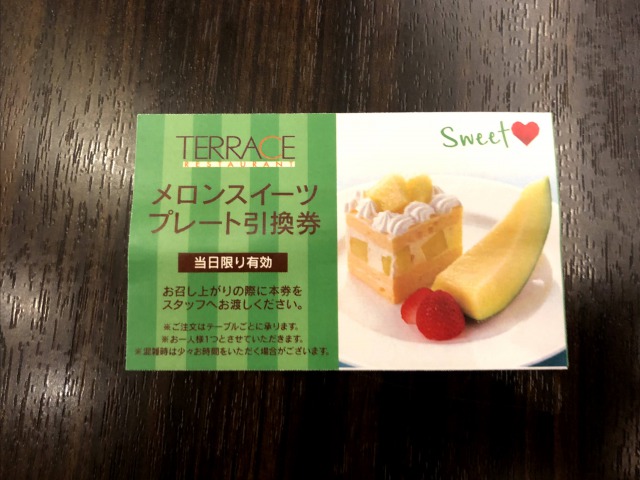 TERRACE
RESTAURANT
メロンスイーツ
プレート引換券
当日限り有効
お召し上がりの際に本券を
スタッフへお渡しください。
※ご注文はテーブルごとに承ります。
※お一人様1つとさせていただきます。
※混雑時は少々お時間をいただく場合がございます。
Sweet